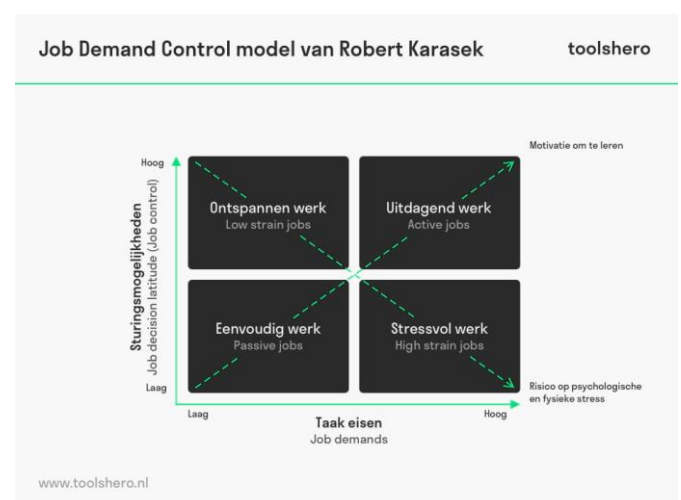 Job Demand Control model van Robert Karasek
toolshero
Motivatie om te leren
Hoog
Sturingsmogelijkheden
Job decision latitude (Job control)
Ontspannen werk
Low strain jobs
Uitdagend werk
Active jobs
Eenvoudig werk
Passive jobs
Stressvol werk
High strain jobs
Laag
Risico op psychologische
en fysieke stress
Laag
Taak eisen
Job demands
Hoog
www.toolshero.nl